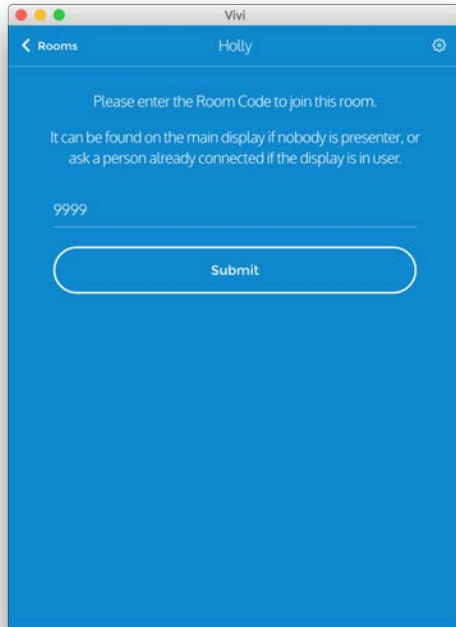 Vivi
Rooms
Holly
Please enter the Room Code to join this room.
It can be found on the main display if nobody is presenter, or
ask a person already connected if the display is in user.
9999
Submit